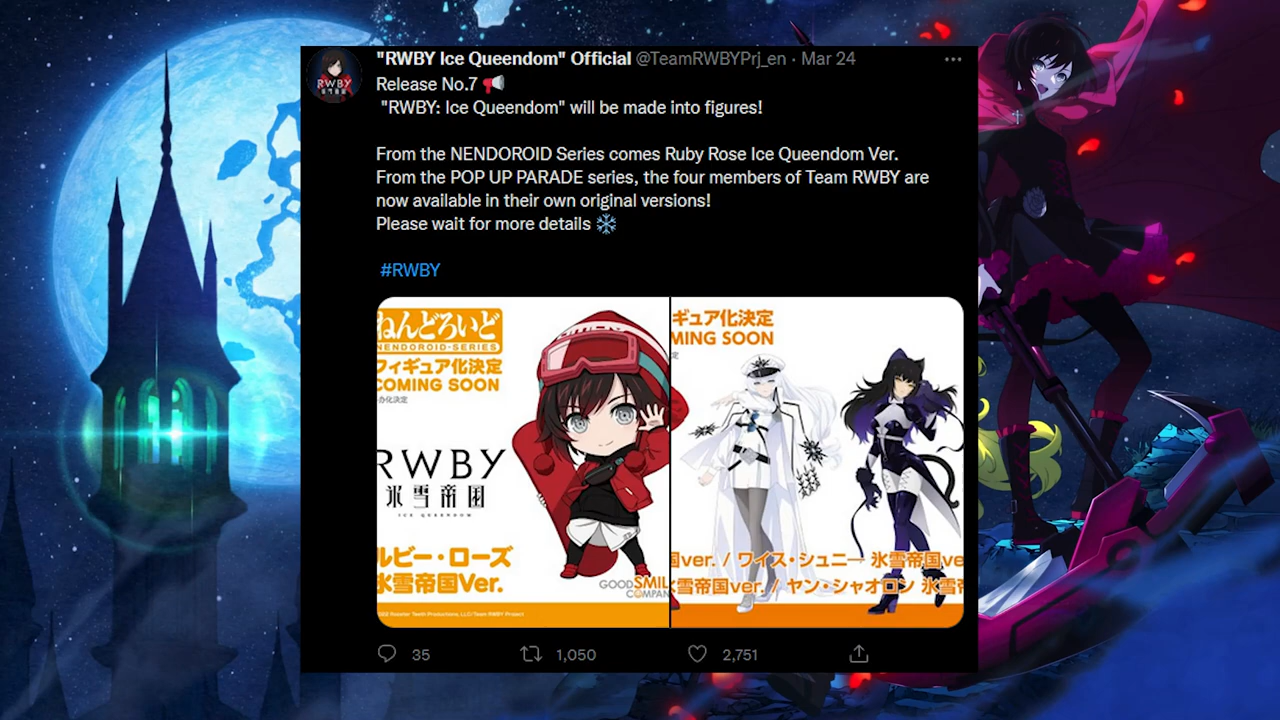 "RWBY Ice Queendom" Official @TeamRWBYPrj_en · Mar 24
Release No.7 📢
"RWBY: Ice Queendom" will be made into figures!
From the NENDOROID Series comes Ruby Rose Ice Queendom Ver.
From the POP UP PARADE series, the four members of Team RWBY are
now available in their own original versions!
Please wait for more details ❄️
#RWBY
RWBY
ねんどろいど
NENDOROID-SERIES
フィギュア化決定
COMING SOON
RWBY
氷雪帝国
ICE QUEENDOM
ルビー・ローズ
氷雪帝国Ver.
GOOD SMIL
COMPAN
ギュア化決定
MING SOON
国ver. / ワイス・シュニー 氷雪帝国ve
雪帝国ver. / ヤン・シャオロン 氷雪帝
35
1,050
2,751